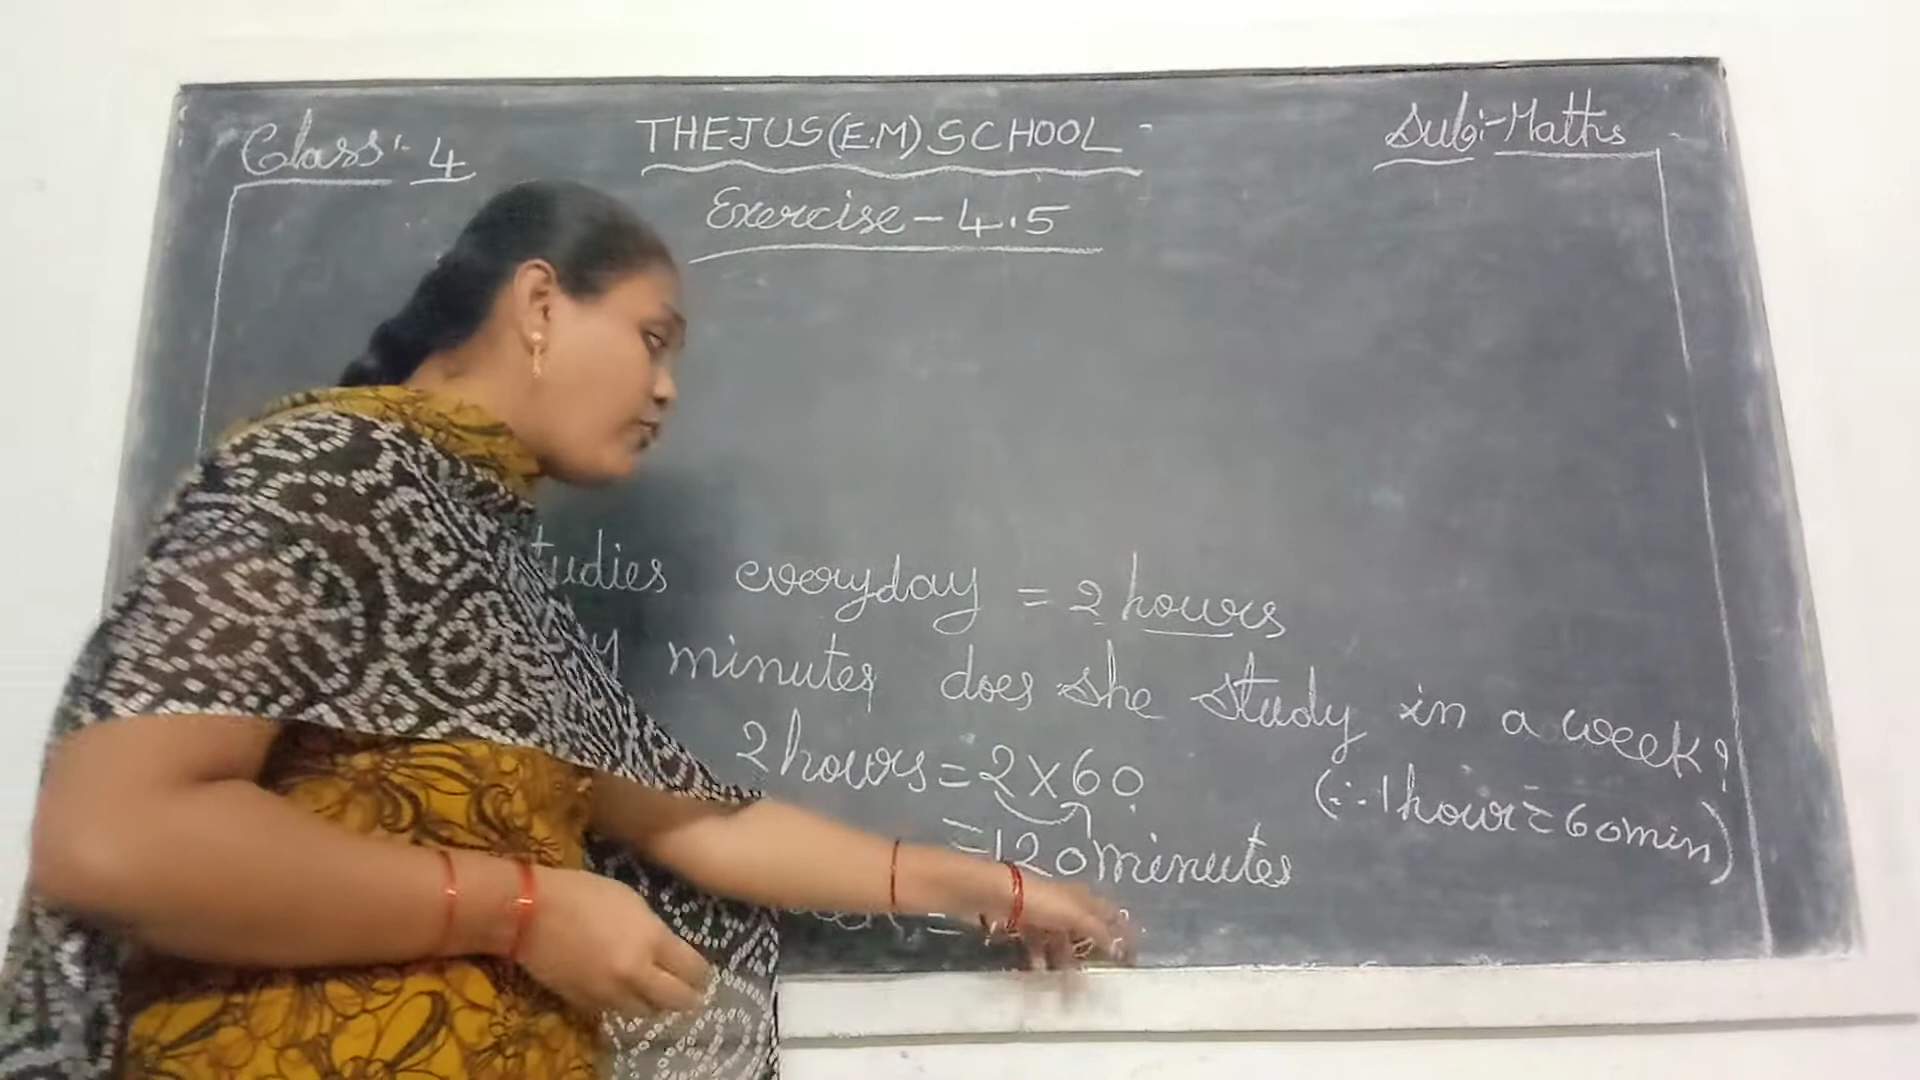 Class:- 4
THEJUS(E.M) SCHOOL
Sub:- Maths
Exercise - 4.5
tudies everyday = 2 hours
y minutes does she study in a week?
2 hours = 2 x 60
(∵ 1 hour = 60 min)
= 120 minutes